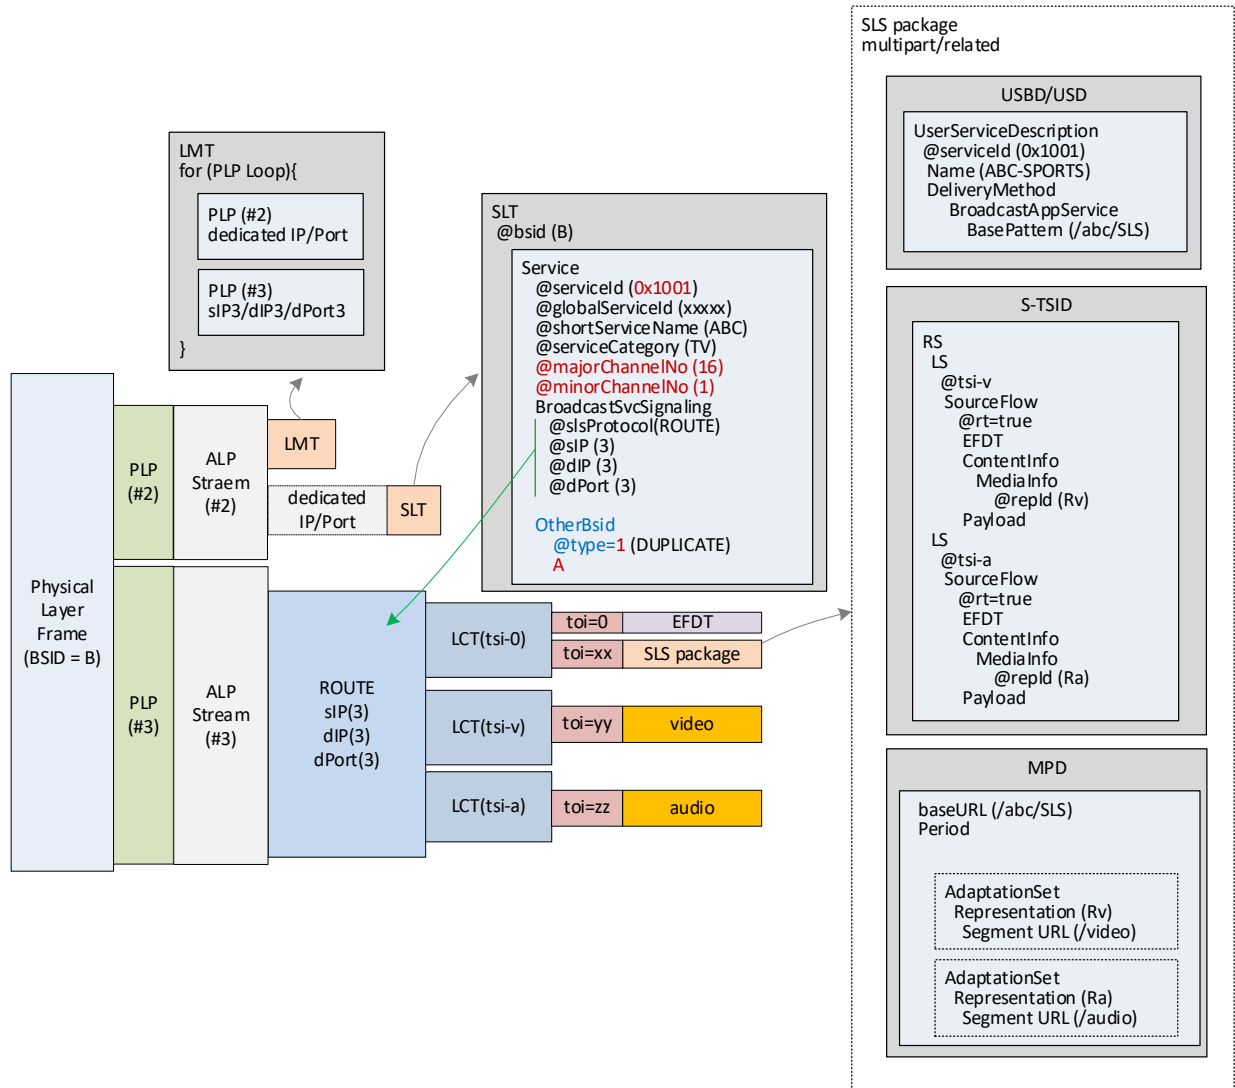 SLS package
multipart/related
USBD/USD
UserServiceDescription
@serviceId (0x1001)
Name (ABC-SPORTS)
DeliveryMethod
BroadcastAppService
BasePattern (/abc/SLS)
LMT
for (PLP Loop){
PLP (#2)
dedicated IP/Port
PLP (#3)
sIP3/dIP3/dPort3
}
SLT
@bsid (B)
Service
@serviceId (0x1001)
@globalServiceId (xxxxx)
@shortServiceName (ABC)
@serviceCategory (TV)
@majorChannelNo (16)
@minorChannelNo (1)
BroadcastSvcSignaling
@slsProtocol(ROUTE)
@sIP (3)
@dIP (3)
@dPort (3)
OtherBsid
@type=1 (DUPLICATE)
A
S-TSID
RS
LS
@tsi-v
SourceFlow
@rt=true
EFDT
ContentInfo
MediaInfo
@repId (Rv)
Payload
LS
@tsi-a
SourceFlow
@rt=true
EFDT
ContentInfo
MediaInfo
@repId (Ra)
Payload
Physical
Layer
Frame
(BSID = B)
PLP
(#2)
ALP
Straem
(#2)
LMT
dedicated
IP/Port
SLT
PLP
(#3)
ALP
Stream
(#3)
ROUTE
sIP(3)
dIP(3)
dPort(3)
LCT(tsi-0)
toi=0
EFDT
toi=xx
SLS package
LCT(tsi-v)
toi=yy
video
LCT(tsi-a)
toi=zz
audio
MPD
baseURL (/abc/SLS)
Period
AdaptationSet
Representation (Rv)
Segment URL (/video)
AdaptationSet
Representation (Ra)
Segment URL (/audio)